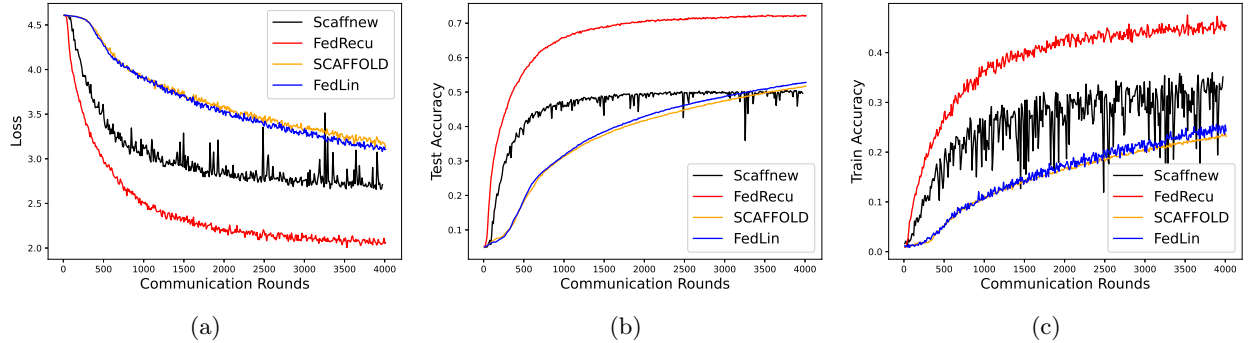 4.5
4.0
3.5
3.0
2.5
2.0
Loss
Scaffnew
FedRecu
SCAFFOLD
FedLin
0 500 1000 1500 2000 2500 3000 3500 4000
Communication Rounds
(a)
0.7
0.6
0.5
0.4
0.3
0.2
0.1
Test Accuracy
Scaffnew
FedRecu
SCAFFOLD
FedLin
0 500 1000 1500 2000 2500 3000 3500 4000
Communication Rounds
(b)
0.4
0.3
0.2
0.1
0.0
Train Accuracy
Scaffnew
FedRecu
SCAFFOLD
FedLin
0 500 1000 1500 2000 2500 3000 3500 4000
Communication Rounds
(c)